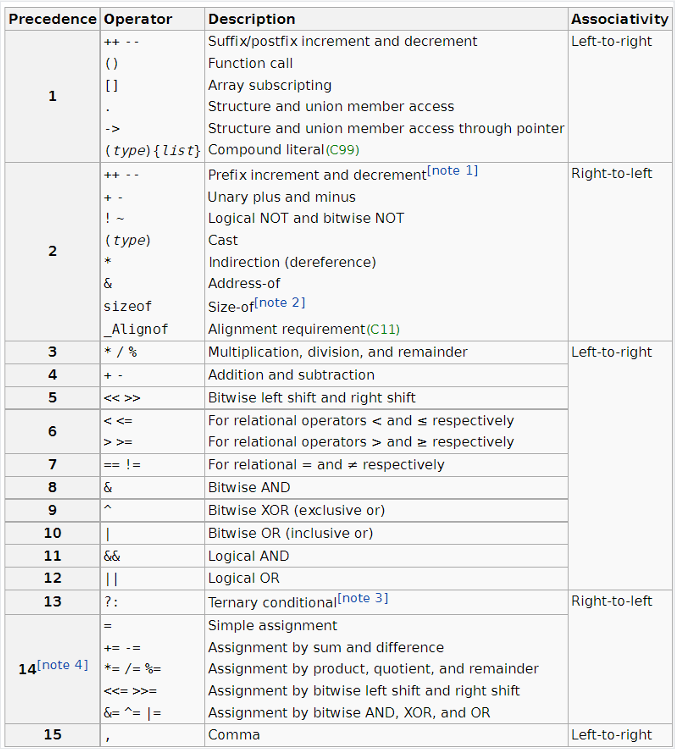 Precedence Operator Description Associativity
1 ++ -- Suffix/postfix increment and decrement Left-to-right
() Function call
[] Array subscripting
. Structure and union member access
-> Structure and union member access through pointer
(type){list} Compound literal(C99)
2 ++ -- Prefix increment and decrement[note 1] Right-to-left
+ - Unary plus and minus
! ~ Logical NOT and bitwise NOT
(type) Cast
* Indirection (dereference)
& Address-of
sizeof Size-of[note 2]
_Alignof Alignment requirement(C11)
3 * / % Multiplication, division, and remainder Left-to-right
4 + - Addition and subtraction
5 << >> Bitwise left shift and right shift
6 < <= For relational operators < and ≤ respectively
> >= For relational operators > and ≥ respectively
7 == != For relational = and ≠ respectively
8 & Bitwise AND
9 ^ Bitwise XOR (exclusive or)
10 | Bitwise OR (inclusive or)
11 && Logical AND
12 || Logical OR
13 ?: Ternary conditional[note 3] Right-to-left
14[note 4] = Simple assignment
+= -= Assignment by sum and difference
*= /= %= Assignment by product, quotient, and remainder
<<= >>= Assignment by bitwise left shift and right shift
&= ^= |= Assignment by bitwise AND, XOR, and OR
15 , Comma Left-to-right